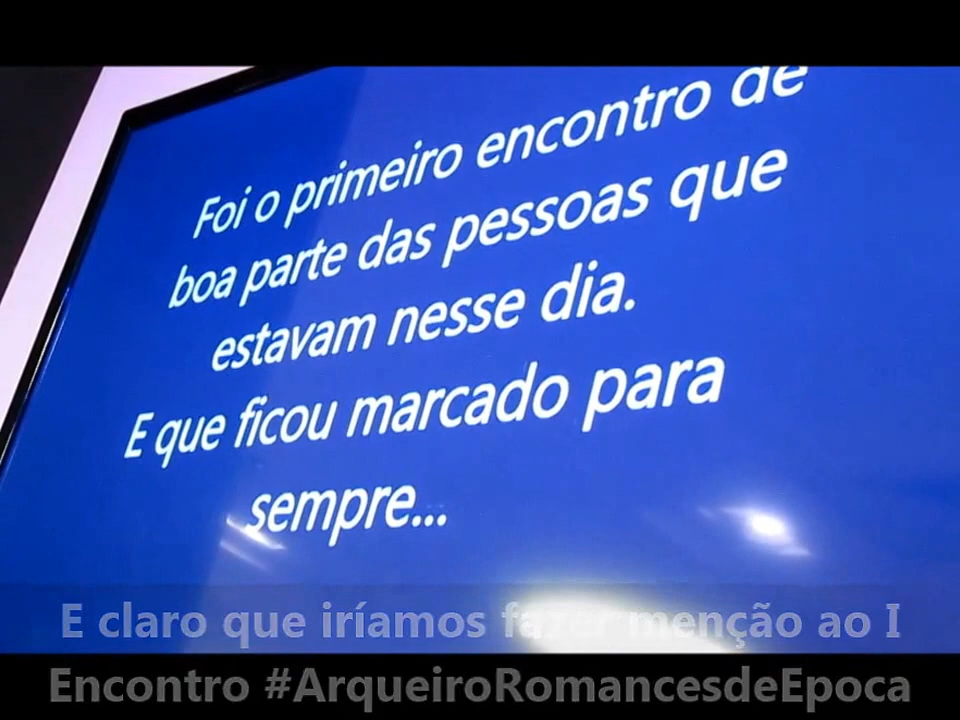 Foi o primeiro encontro de
boa parte das pessoas que
estavam nesse dia.
E que ficou marcado para
sempre...
E claro que iríamos fazer menção ao I
Encontro #ArqueiroRomancesdeEpoca